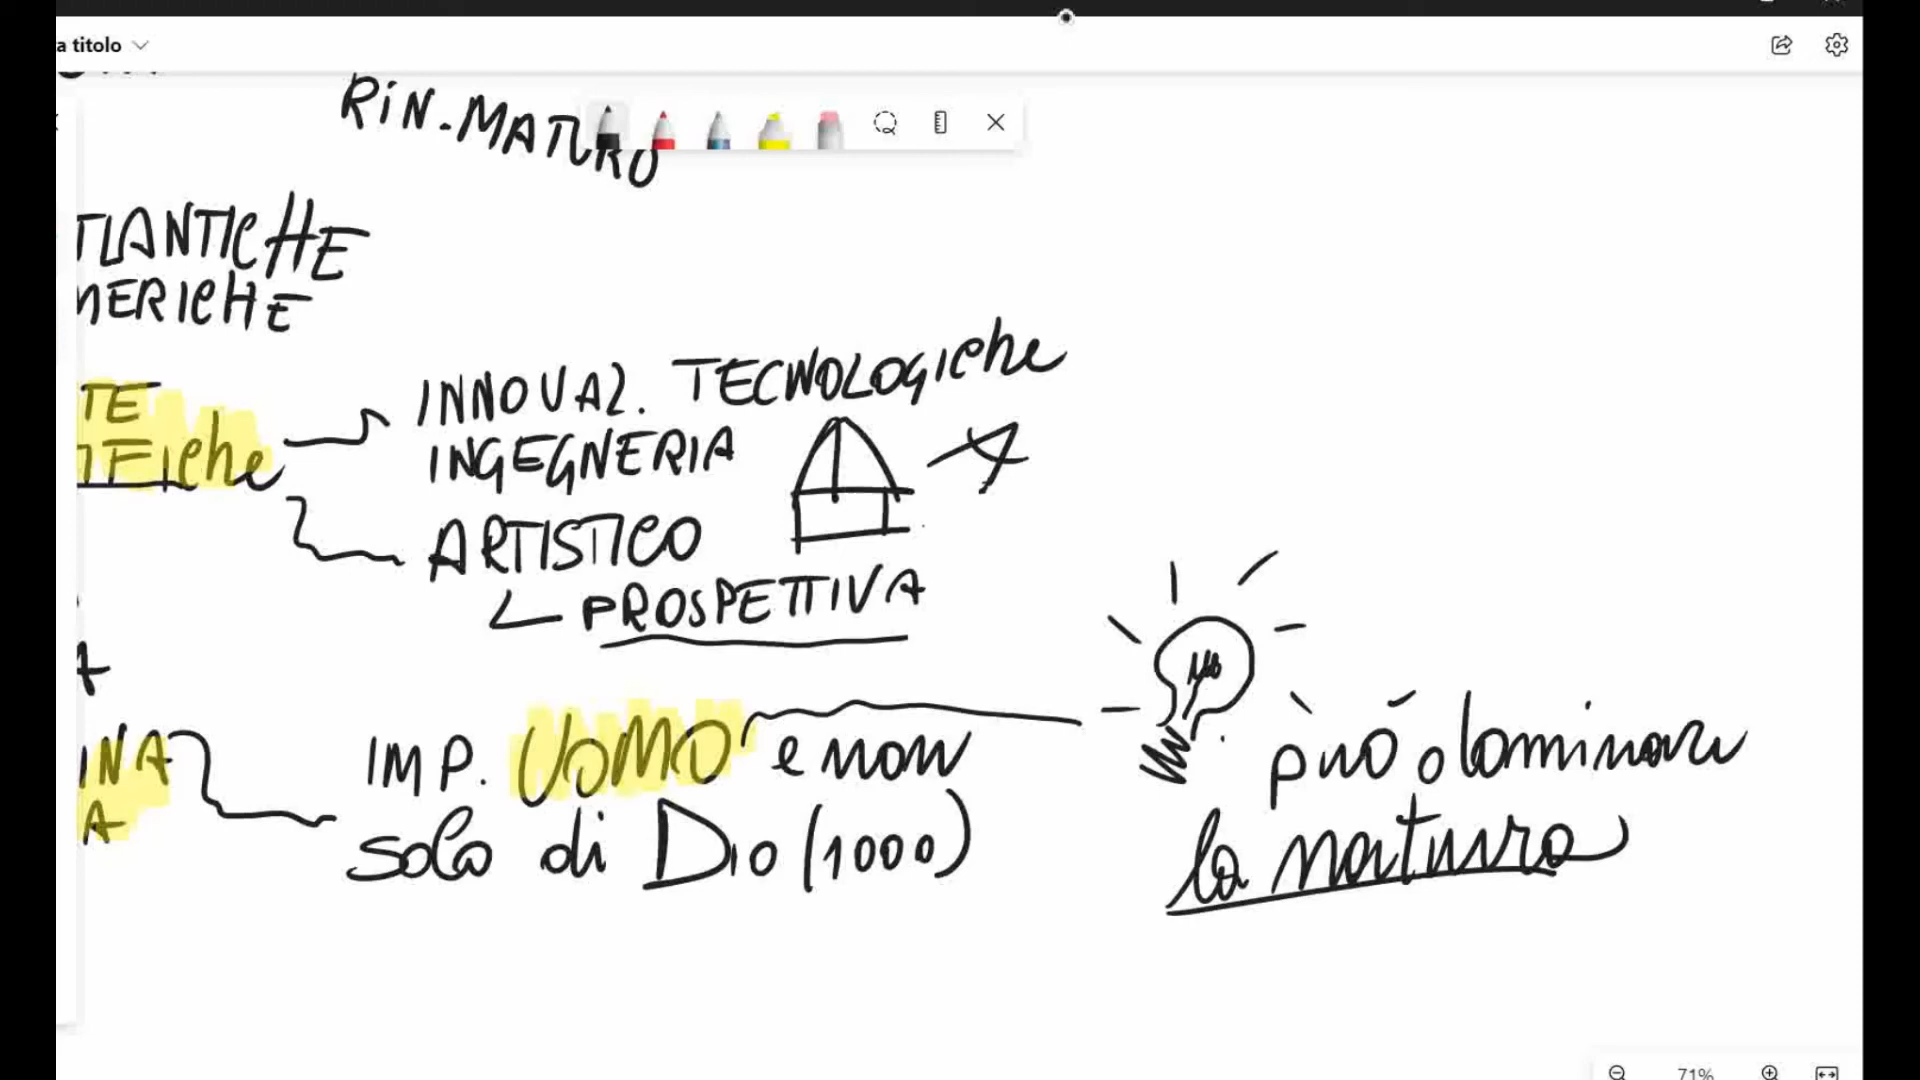 a titolo
RIN. MATURO
TLANTICHE
MERICHE
TE
TIFIche
INNOVAZ. TECNOLOGIche
INGEGNERIA
ARTISTICO
PROSPETTIVA
INA
A
IMP. UOMO e non
solo di DIO (1000)
può dominare
la natura
71%